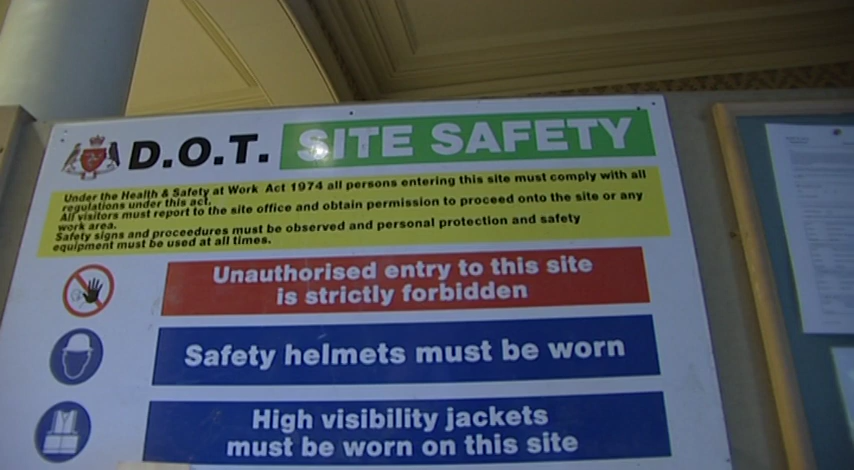 D.O.T. SITE SAFETY
Under the Health & Safety at Work Act 1974 all persons entering this site must comply with all
regulations under this act.
All visitors must report to the site office and obtain permission to proceed onto the site or any
work area.
Safety signs and proceedures must be observed and personal protection and safety
equipment must be used at all times.
Unauthorised entry to this site
is strictly forbidden
Safety helmets must be worn
High visibility jackets
must be worn on this site